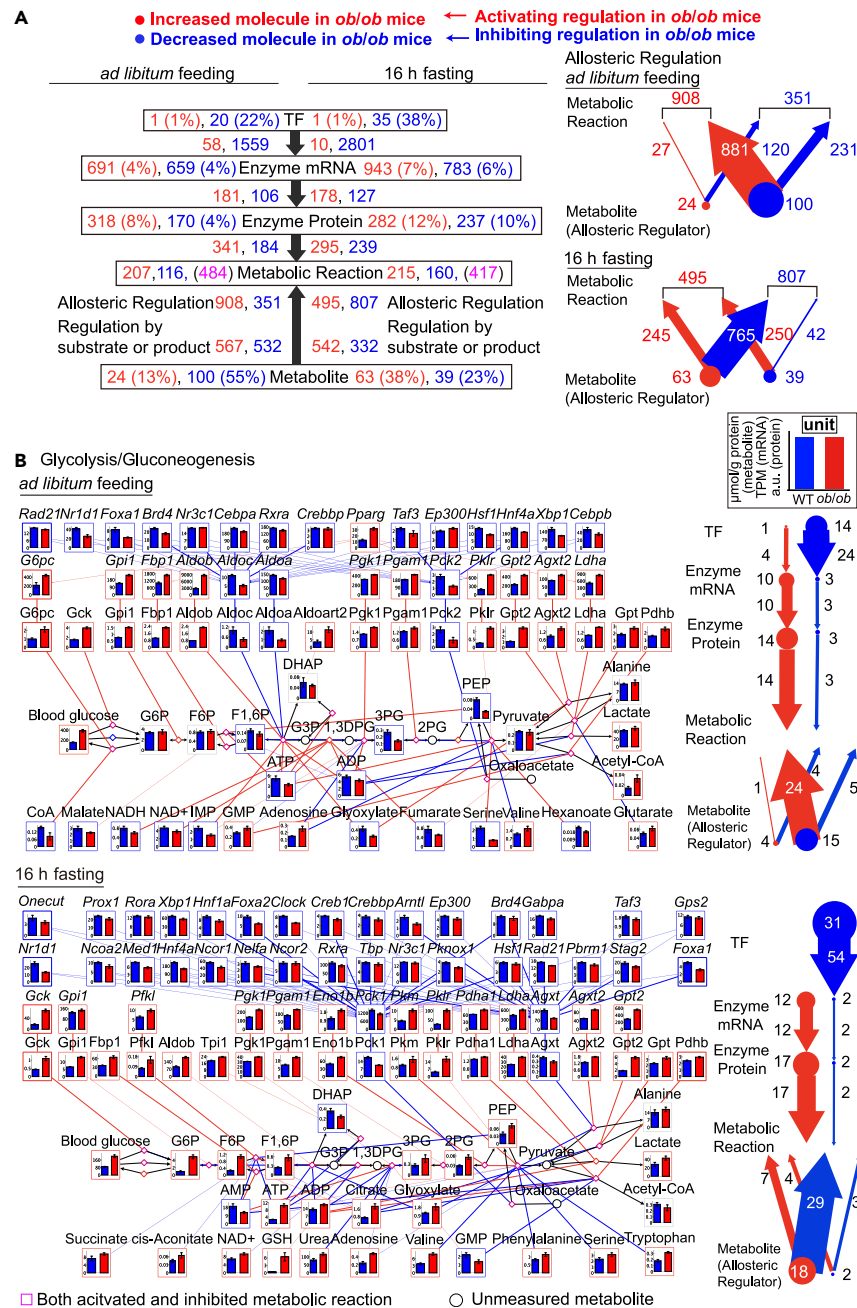 A
● Increased molecule in ob/ob mice ← Activating regulation in ob/ob mice
● Decreased molecule in ob/ob mice ← Inhibiting regulation in ob/ob mice
ad libitum feeding 16 h fasting
1 (1%), 20 (22%) TF 1 (1%), 35 (38%)
58, 1559 10, 2801
691 (4%), 659 (4%) Enzyme mRNA 943 (7%), 783 (6%)
181, 106 178, 127
318 (8%), 170 (4%) Enzyme Protein 282 (12%), 237 (10%)
341, 184 295, 239
207,116, (484) Metabolic Reaction 215, 160, (417)
Allosteric Regulation 908, 351 495, 807 Allosteric Regulation
Regulation by substrate or product 567, 532 542, 332 Regulation by substrate or product
24 (13%), 100 (55%) Metabolite 63 (38%), 39 (23%)
Allosteric Regulation
ad libitum feeding
Metabolic Reaction 908 351
27 881 120 231
24 100
Metabolite (Allosteric Regulator)
16 h fasting
Metabolic Reaction 495 807
245 765 250 42
63 39
Metabolite (Allosteric Regulator)
unit
µmol/g protein (metabolite)
TPM (mRNA)
a.u. (protein)
WT ob/ob
B Glycolysis/Gluconeogenesis
ad libitum feeding
Rad21 Nr1d1 Foxa1 Brd4 Nr3c1 Cebpa Rxra Crebbp Pparg Taf3 Ep300 Hsf1 Hnf4a Xbp1 Cebpb
G6pc Gpi1 Fbp1 Aldob Aldoc Aldoa Pgk1 Pgam1 Pck2 Pklr Gpt2 Agxt2 Ldha
G6pc Gck Gpi1 Fbp1 Aldob Aldoc Aldoa Aldoart2 Pgk1 Pgam1 Pck2 Pklr Gpt2 Agxt2 Ldha Gpt Pdhb
DHAP PEP Alanine
Blood glucose G6P F6P F1,6P G3P 1,3DPG 3PG 2PG Pyruvate Lactate
ATP ADP Oxaloacetate Acetyl-CoA
CoA Malate NADH NAD+ IMP GMP Adenosine Glyoxylate Fumarate Serine Valine Hexanoate Glutarate
TF 1 14
4 24
Enzyme mRNA 10 3
10 3
Enzyme Protein 14 3
14 3
Metabolic Reaction
1 24 4 5
Metabolite (Allosteric Regulator) 4 15
16 h fasting
Onecut Prox1 Rora Xbp1 Hnf1a Foxa2 Clock Creb1 Crebbp Arntl Ep300 Brd4 Gabpa Taf3 Gps2
Nr1d1 Ncoa2 Med1 Hnf4a Ncor1 Nelfa Ncor2 Rxra Tbp Nr3c1 Pknox1 Hsf1 Rad21 Pbrm1 Stag2 Foxa1
Gck Gpi1 Pfkl Pgk1 Pgam1 Eno1b Pck1 Pkm Pklr Pdha1 Ldha Agxt Agxt2 Gpt2
Gck Gpi1 Fbp1 Pfkl Aldob Tpi1 Pgk1 Pgam1 Eno1b Pck1 Pkm Pklr Pdha1 Ldha Agxt Agxt2 Gpt2 Gpt Pdhb
DHAP PEP Alanine
Blood glucose G6P F6P F1,6P G3P 1,3DPG 3PG 2PG Pyruvate Lactate
AMP ATP ADP Citrate Glyoxylate Oxaloacetate Acetyl-CoA
Succinate cis-Aconitate NAD+ GSH Urea Adenosine Valine GMP Phenylalanine Serine Tryptophan
TF 31
54
Enzyme mRNA 12 2
12 2
Enzyme Protein 17 2
17 2
Metabolic Reaction
7 4 29 3
Metabolite (Allosteric Regulator) 18 2
□ Both acitvated and inhibited metabolic reaction ○ Unmeasured metabolite